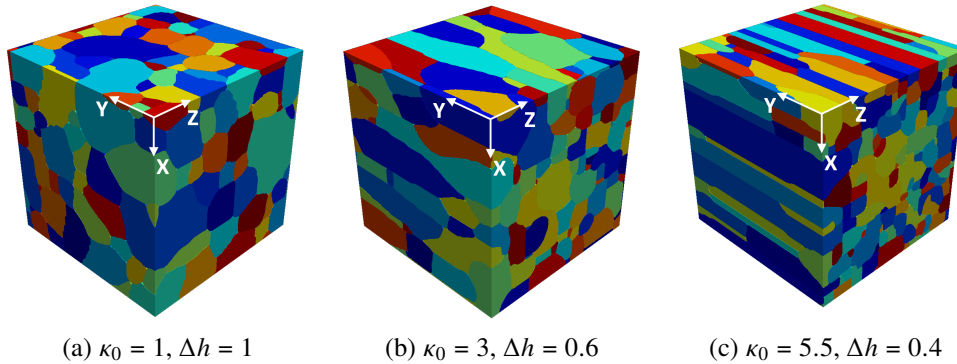 Y Z X
Y Z X
Y Z X
(a) κ₀ = 1, Δh = 1
(b) κ₀ = 3, Δh = 0.6
(c) κ₀ = 5.5, Δh = 0.4